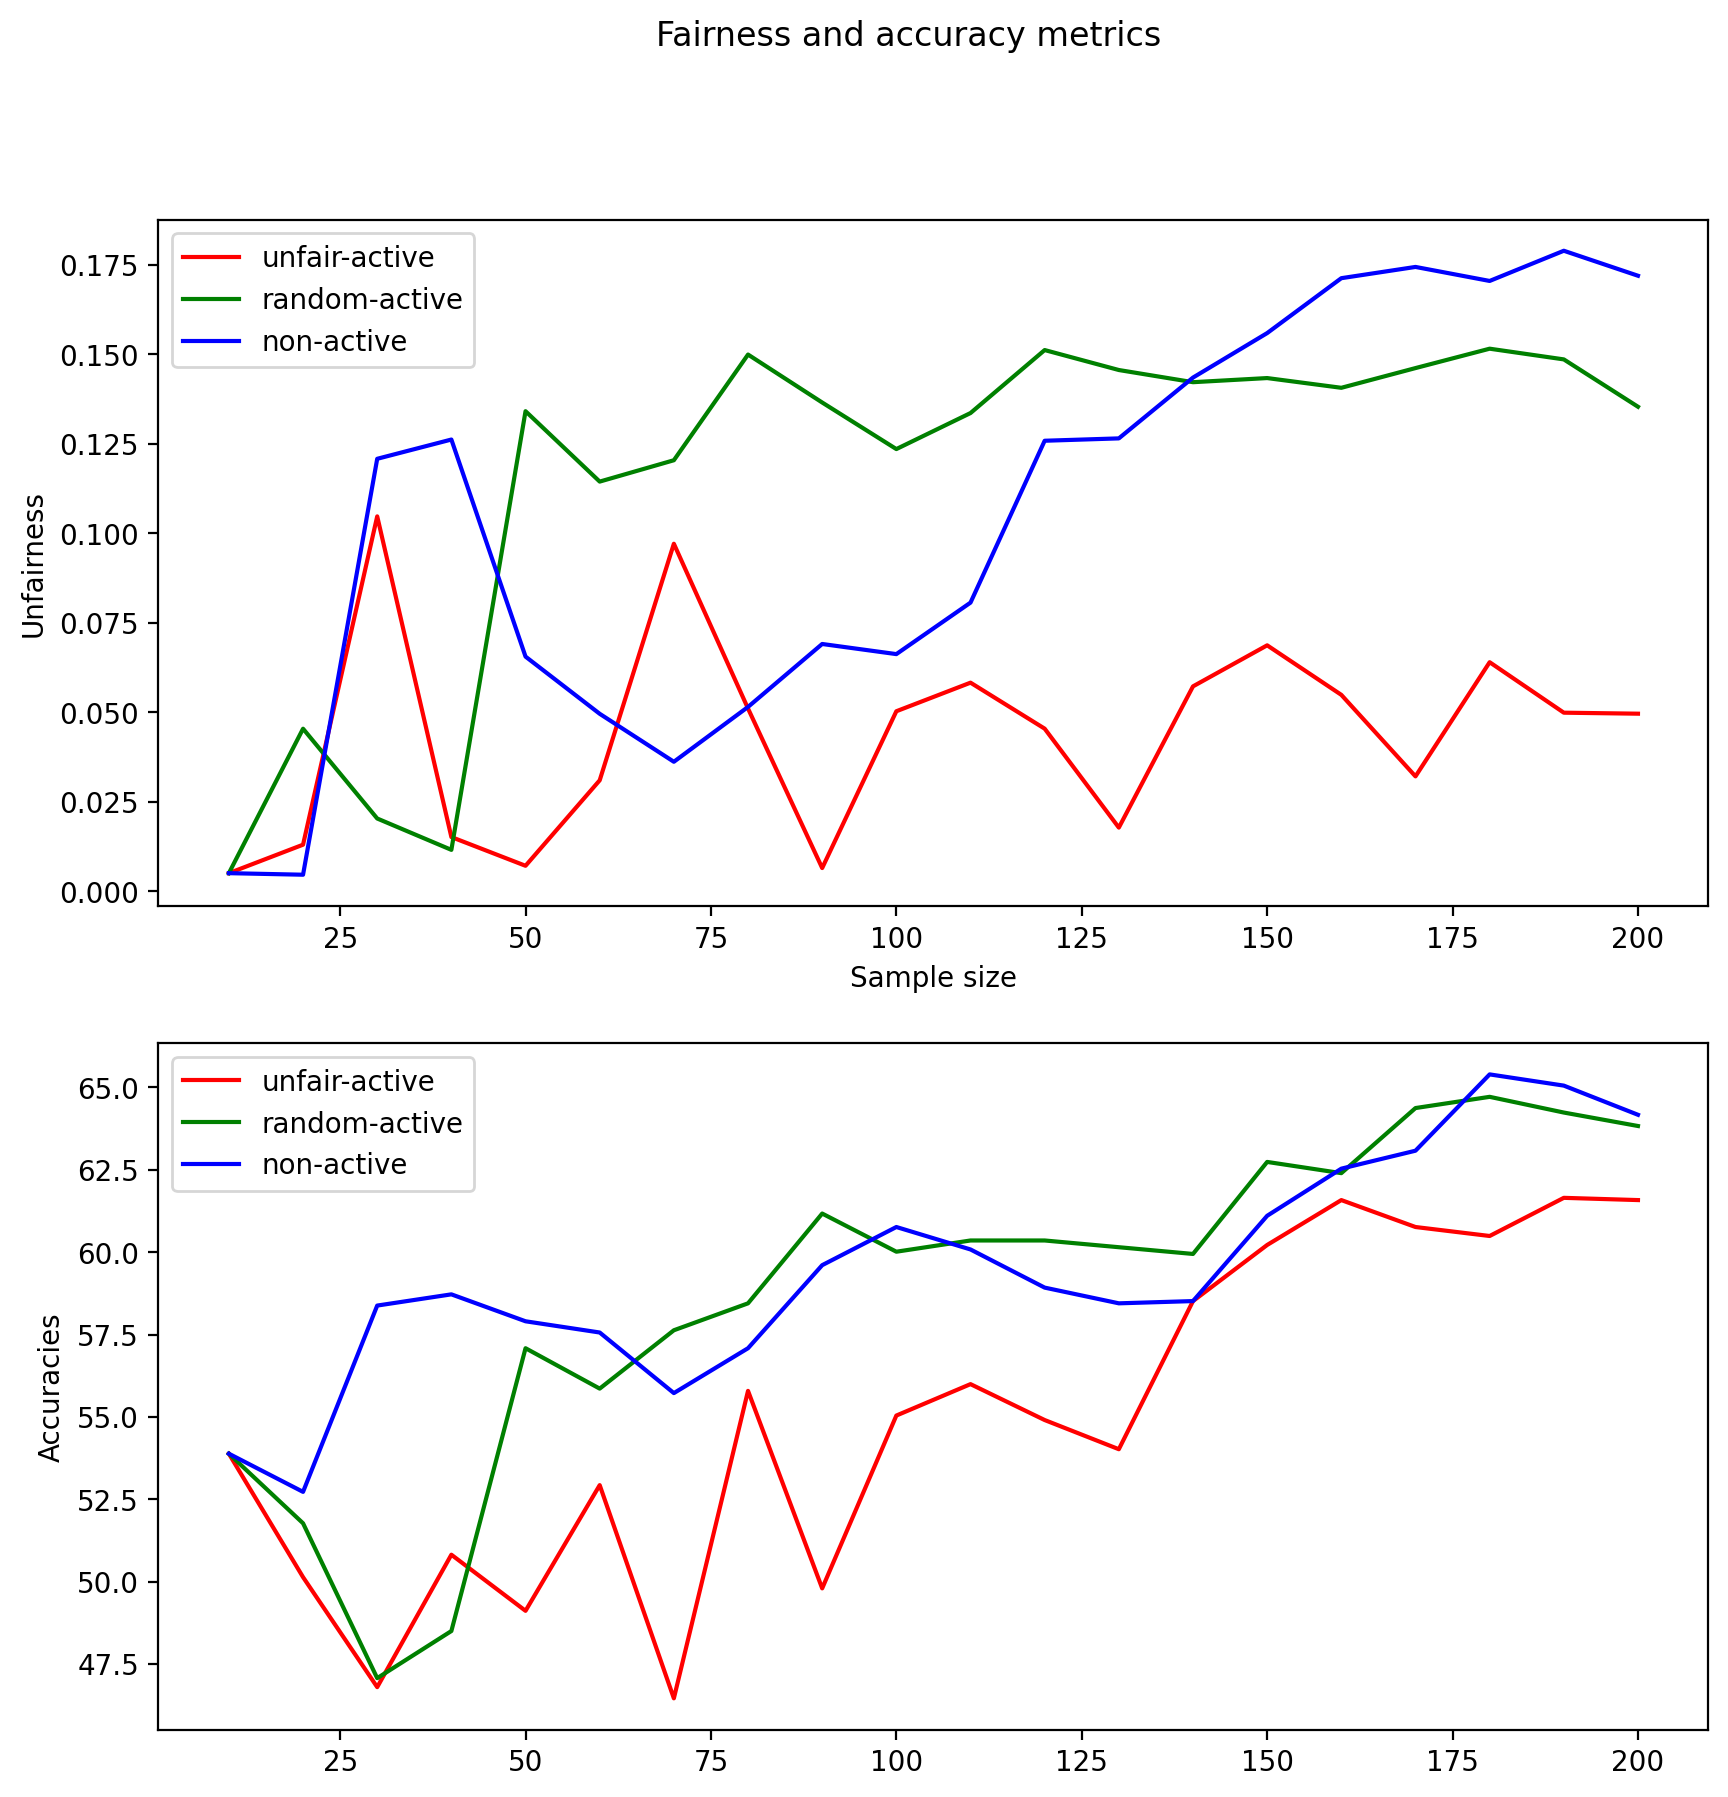 Fairness and accuracy metrics
unfair-active
random-active
non-active
0.175
0.150
0.125
0.100
0.075
0.050
0.025
0.000
Unfairness
25 50 75 100 125 150 175 200
Sample size
unfair-active
random-active
non-active
65.0
62.5
60.0
57.5
55.0
52.5
50.0
47.5
Accuracies
25 50 75 100 125 150 175 200